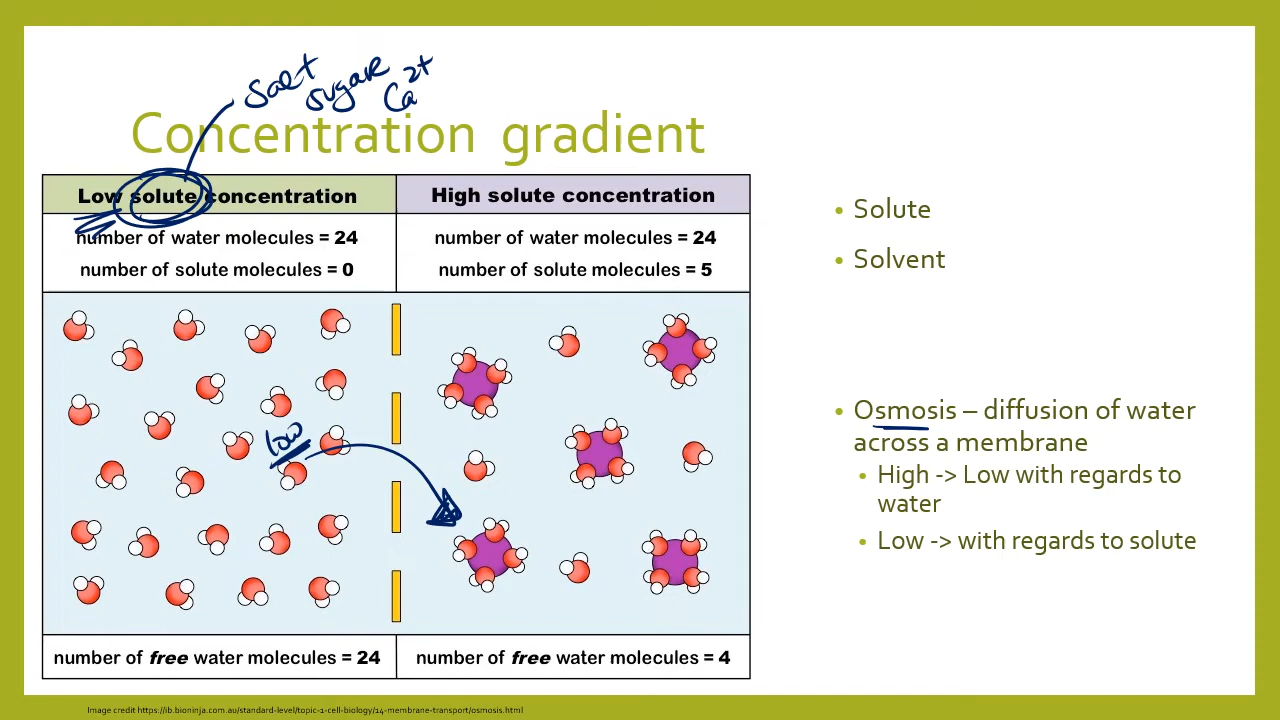 salt sugar Ca2+
Concentration gradient
Low solute concentration
High solute concentration
number of water molecules = 24
number of solute molecules = 0
number of water molecules = 24
number of solute molecules = 5
low
number of free water molecules = 24
number of free water molecules = 4
• Solute
• Solvent
• Osmosis – diffusion of water
across a membrane
• High -> Low with regards to
water
• Low -> with regards to solute
Image credit https://ib.bioninja.com.au/standard-level/topic-1-cell-biology/14-membrane-transport/osmosis.html